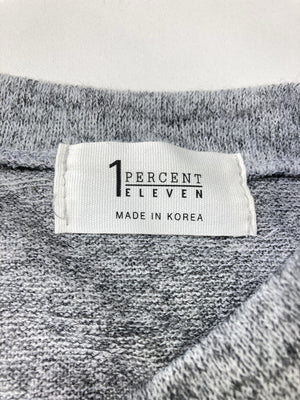 1 PERCENT
ELEVEN
MADE IN KOREA